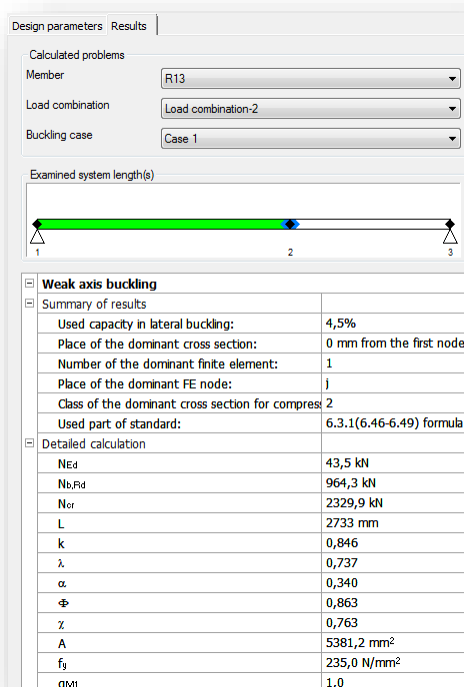 Design parameters Results
Calculated problems
Member R13
Load combination Load combination-2
Buckling case Case 1
Examined system length(s)
1 2 3
Weak axis buckling
Summary of results
Used capacity in lateral buckling: 4,5%
Place of the dominant cross section: 0 mm from the first node
Number of the dominant finite element: 1
Place of the dominant FE node: j
Class of the dominant cross section for compress 2
Used part of standard: 6.3.1(6.46-6.49) formula
Detailed calculation
NEd 43,5 kN
Nb,Rd 964,3 kN
Ncr 2329,9 kN
L 2733 mm
k 0,846
λ 0,737
α 0,340
Φ 0,863
χ 0,763
A 5381,2 mm2
fy 235,0 N/mm2
gM1 1,0